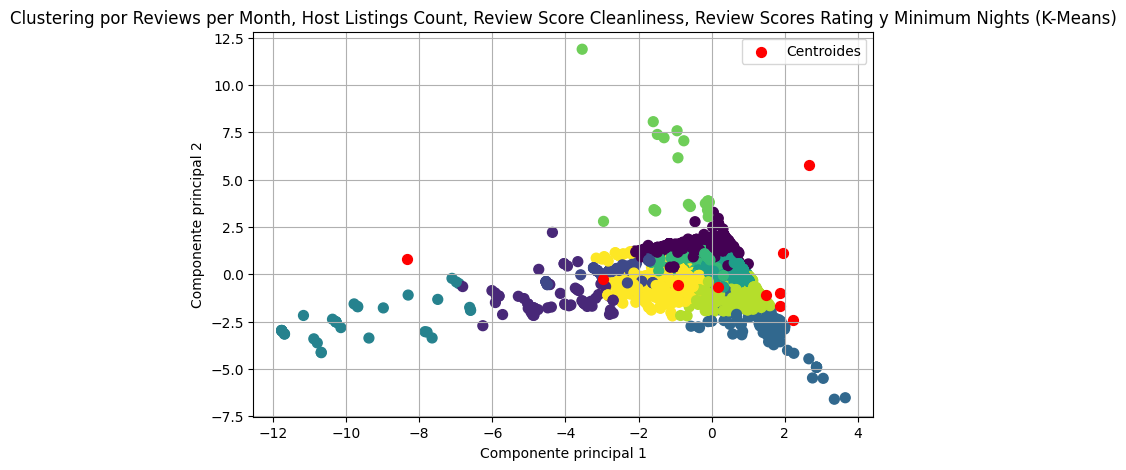 Clustering por Reviews per Month, Host Listings Count, Review Score Cleanliness, Review Scores Rating y Minimum Nights (K-Means)
Centroides
12.5
10.0
7.5
5.0
2.5
0.0
−2.5
−5.0
−7.5
Componente principal 2
−12 −10 −8 −6 −4 −2 0 2 4
Componente principal 1